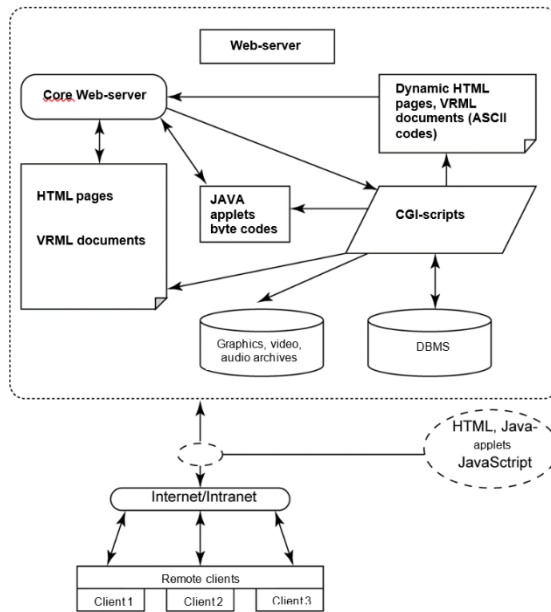 Web-server
Core Web-server
Dynamic HTML
pages, VRML
documents (ASCII
codes)
HTML pages
VRML documents
JAVA
applets
byte codes
CGI-scripts
Graphics, video,
audio archives
DBMS
HTML, Java-
applets
JavaSctript
Internet/Intranet
Remote clients
Client 1
Client 2
Client 3